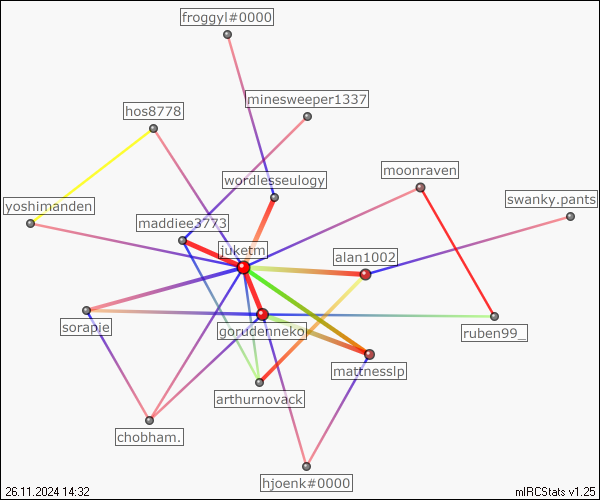 froggyl#0000
minesweeper1337
hos8778
moonraven
wordlesseulogy
swanky.pants
yoshimanden
maddiee3773
juketm
alan1002
sorapje
gorudennekoi
ruben99_
mattnesslp
arthurnovack
chobham.
hjoenk#0000
26.11.2024 14:32
mIRCStats v1.25